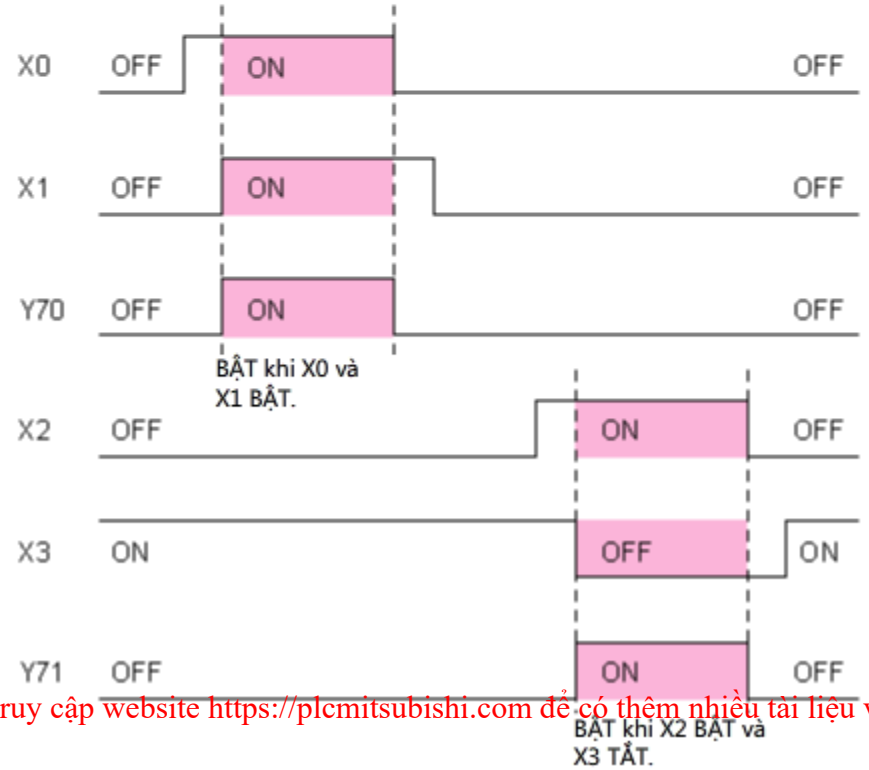 X0 OFF ON OFF
X1 OFF ON OFF
Y70 OFF ON OFF
BẬT khi X0 và
X1 BẬT.
X2 OFF ON OFF
X3 ON OFF ON
Y71 OFF ON OFF
ruy cập website https://plcmitsubishi.com để có thêm nhiều tài liệu v
BẬT khi X2 BẬT và
X3 TẮT.